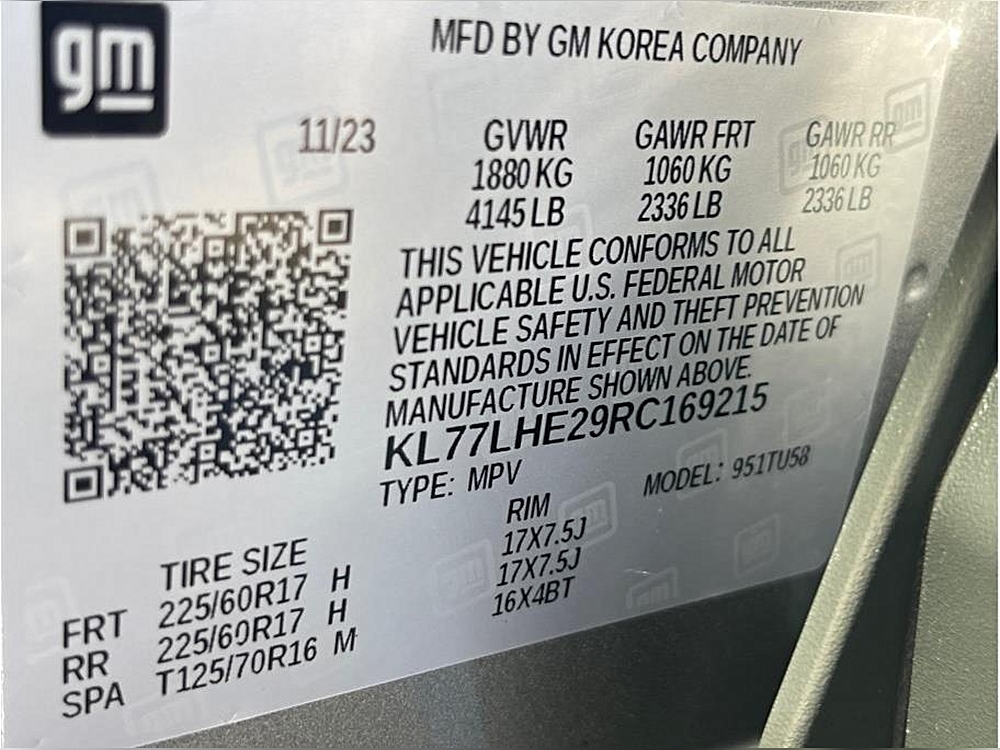 gm
MFD BY GM KOREA COMPANY
11/23 GVWR GAWR FRT GAWR RR
1880 KG 1060 KG 1060 KG
4145 LB 2336 LB 2336 LB
THIS VEHICLE CONFORMS TO ALL
APPLICABLE U.S. FEDERAL MOTOR
VEHICLE SAFETY AND THEFT PREVENTION
STANDARDS IN EFFECT ON THE DATE OF
MANUFACTURE SHOWN ABOVE.
KL77LHE29RC169215
TYPE: MPV MODEL: 951TU58
TIRE SIZE RIM
FRT 225/60R17 H 17X7.5J
RR 225/60R17 H 17X7.5J
SPA T125/70R16 M 16X4BT